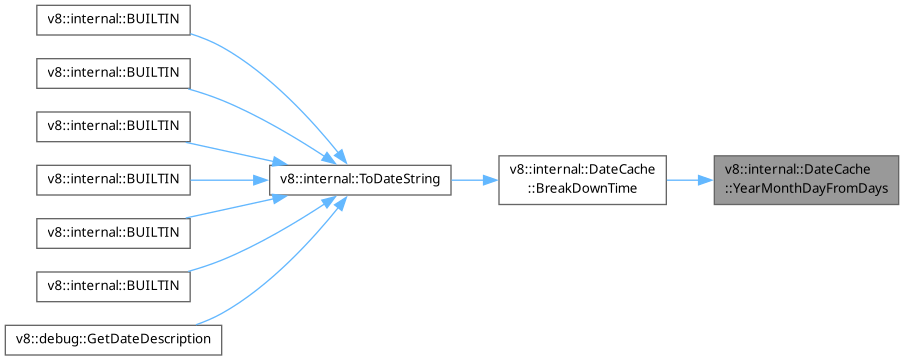 v8::internal::BUILTIN
v8::internal::BUILTIN
v8::internal::BUILTIN
v8::internal::BUILTIN
v8::internal::BUILTIN
v8::internal::BUILTIN
v8::debug::GetDateDescription
v8::internal::ToDateString
v8::internal::DateCache
::BreakDownTime
v8::internal::DateCache
::YearMonthDayFromDays